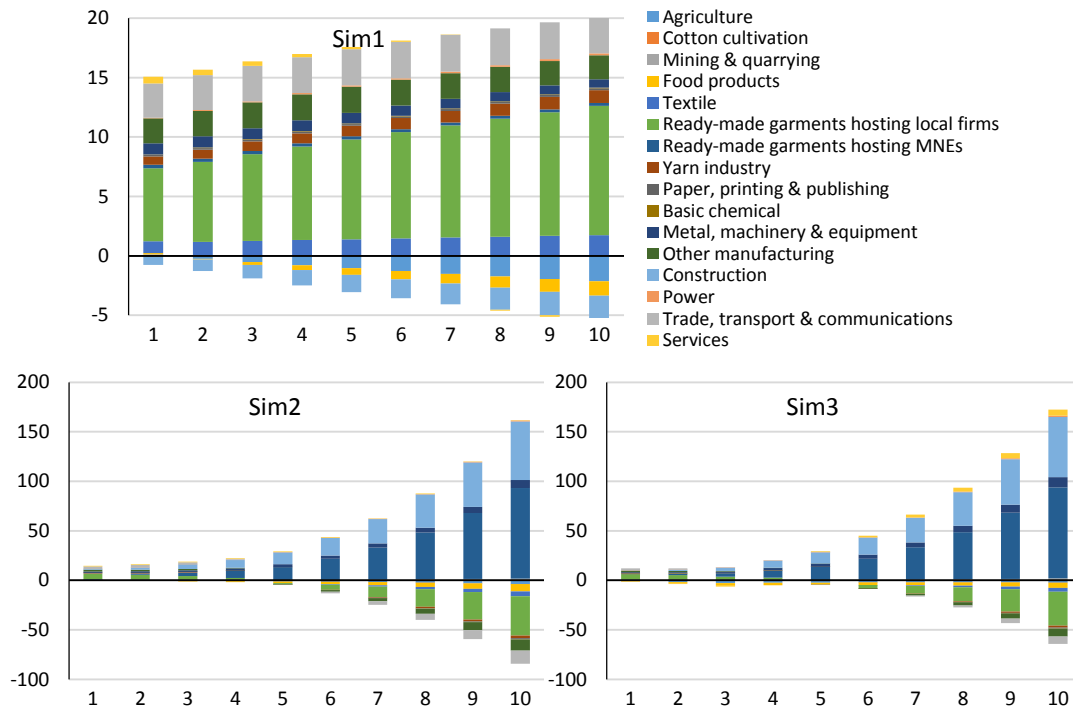 Sim1
20
15
10
5
0
-5
1 2 3 4 5 6 7 8 9 10
Agriculture
Cotton cultivation
Mining & quarrying
Food products
Textile
Ready-made garments hosting local firms
Ready-made garments hosting MNEs
Yarn industry
Paper, printing & publishing
Basic chemical
Metal, machinery & equipment
Other manufacturing
Construction
Power
Trade, transport & communications
Services
Sim2
200
150
100
50
0
-50
-100
1 2 3 4 5 6 7 8 9 10
Sim3
200
150
100
50
0
-50
-100
1 2 3 4 5 6 7 8 9 10